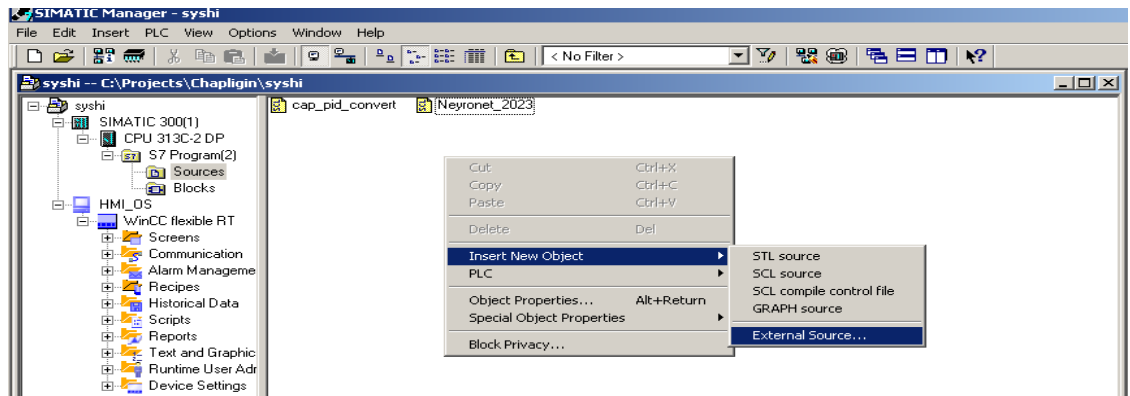 SIMATIC Manager - syshi
File Edit Insert PLC View Options Window Help
< No Filter >
syshi -- C:\Projects\Chapligin\syshi
syshi
SIMATIC 300(1)
CPU 313C-2 DP
S7 Program(2)
Sources
Blocks
HMI_OS
WinCC flexible RT
Screens
Communication
Alarm Manageme
Recipes
Historical Data
Scripts
Reports
Text and Graphic
Runtime User Adr
Device Settings
cap_pid_convert Neyronet_2023
Cut Ctrl+X
Copy Ctrl+C
Paste Ctrl+V
Delete Del
Insert New Object
PLC
Object Properties... Alt+Return
Special Object Properties
Block Privacy...
STL source
SCL source
SCL compile control file
GRAPH source
External Source...